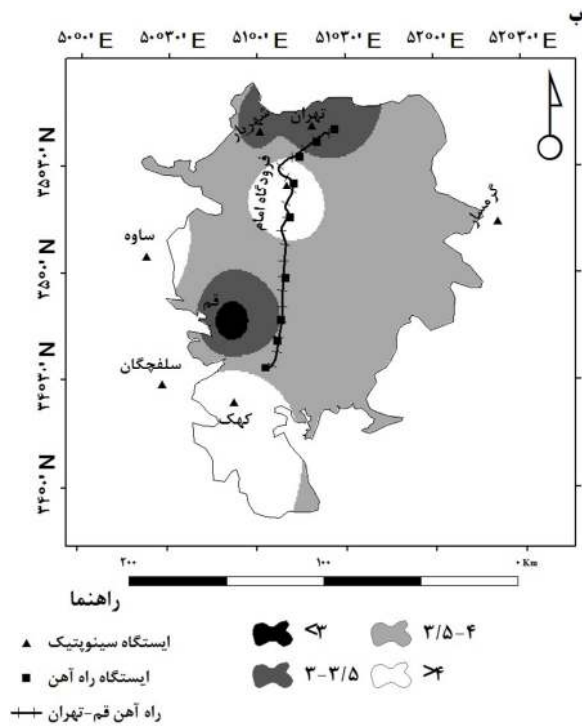 ب
۵۰°۰' E ۵۰°۳۰' E ۵۱°۰' E ۵۱°۳۰' E ۵۲°۰' E ۵۲°۳۰' E
۳۵°۳۰' N
۳۵°۰' N
۳۴°۳۰' N
۳۴°۰' N
تهران
شهریار
فرودگاه امام
گرمسار
ساوه
قم
سلفچگان
کهک
۲۰۰ ۱۰۰ ۰ Km
راهنما
ایستگاه سینوپتیک
ایستگاه راه آهن
راه آهن قم-تهران
<۳
۳-۳/۵
۳/۵-۴
>۴